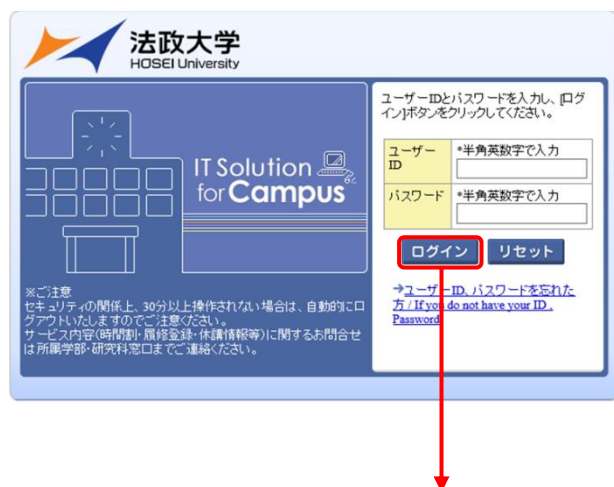 法政大学
HOSEI University
IT Solution
for Campus
※ご注意
セキュリティの関係上、30分以上操作されない場合は、自動的にロ
グアウトいたしますのでご注意ください。
サービス内容(時間割・履修登録・休講情報等)に関するお問合せ
は所属学部・研究科窓口までご連絡ください。
ユーザーIDとパスワードを入力し、[ログ
イン]ボタンをクリックしてください。
ユーザー
ID
*半角英数字で入力
パスワード
*半角英数字で入力
ログイン
リセット
→ユーザーID、パスワードを忘れた
方 / If you do not have your ID ,
Password